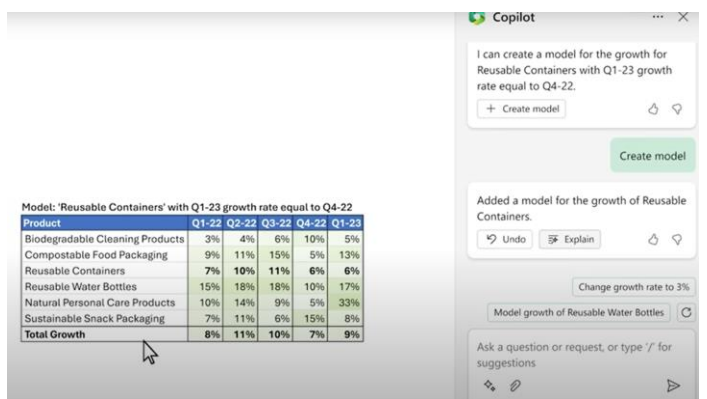 Copilot
I can create a model for the growth for
Reusable Containers with Q1-23 growth
rate equal to Q4-22.
+ Create model
Create model
Added a model for the growth of Reusable
Containers.
Undo Explain
Change growth rate to 3%
Model growth of Reusable Water Bottles
Ask a question or request, or type '/' for
suggestions
Model: 'Reusable Containers' with Q1-23 growth rate equal to Q4-22
Product Q1-22 Q2-22 Q3-22 Q4-22 Q1-23
Biodegradable Cleaning Products 3% 4% 6% 10% 5%
Compostable Food Packaging 9% 11% 15% 5% 13%
Reusable Containers 7% 10% 11% 6% 6%
Reusable Water Bottles 15% 18% 18% 10% 17%
Natural Personal Care Products 10% 14% 9% 5% 33%
Sustainable Snack Packaging 7% 11% 6% 15% 8%
Total Growth 8% 11% 10% 7% 9%